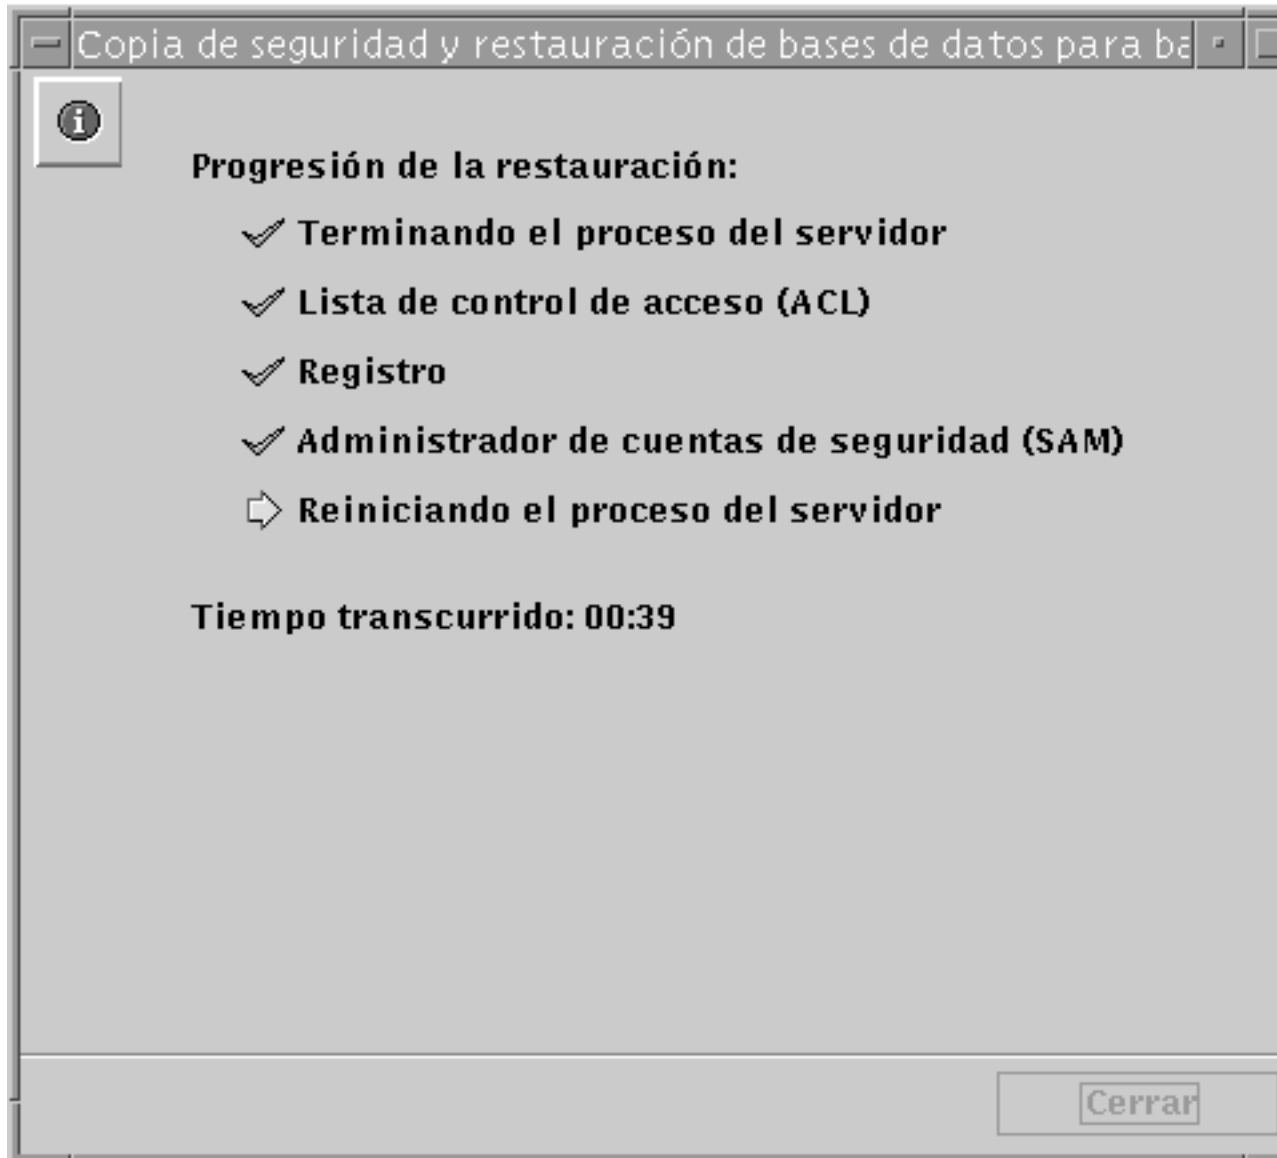 Copia de seguridad y restauración de bases de datos para ba
Progresión de la restauración:
Terminando el proceso del servidor
Lista de control de acceso (ACL)
Registro
Administrador de cuentas de seguridad (SAM)
Reiniciando el proceso del servidor
Tiempo transcurrido: 00:39
Cerrar